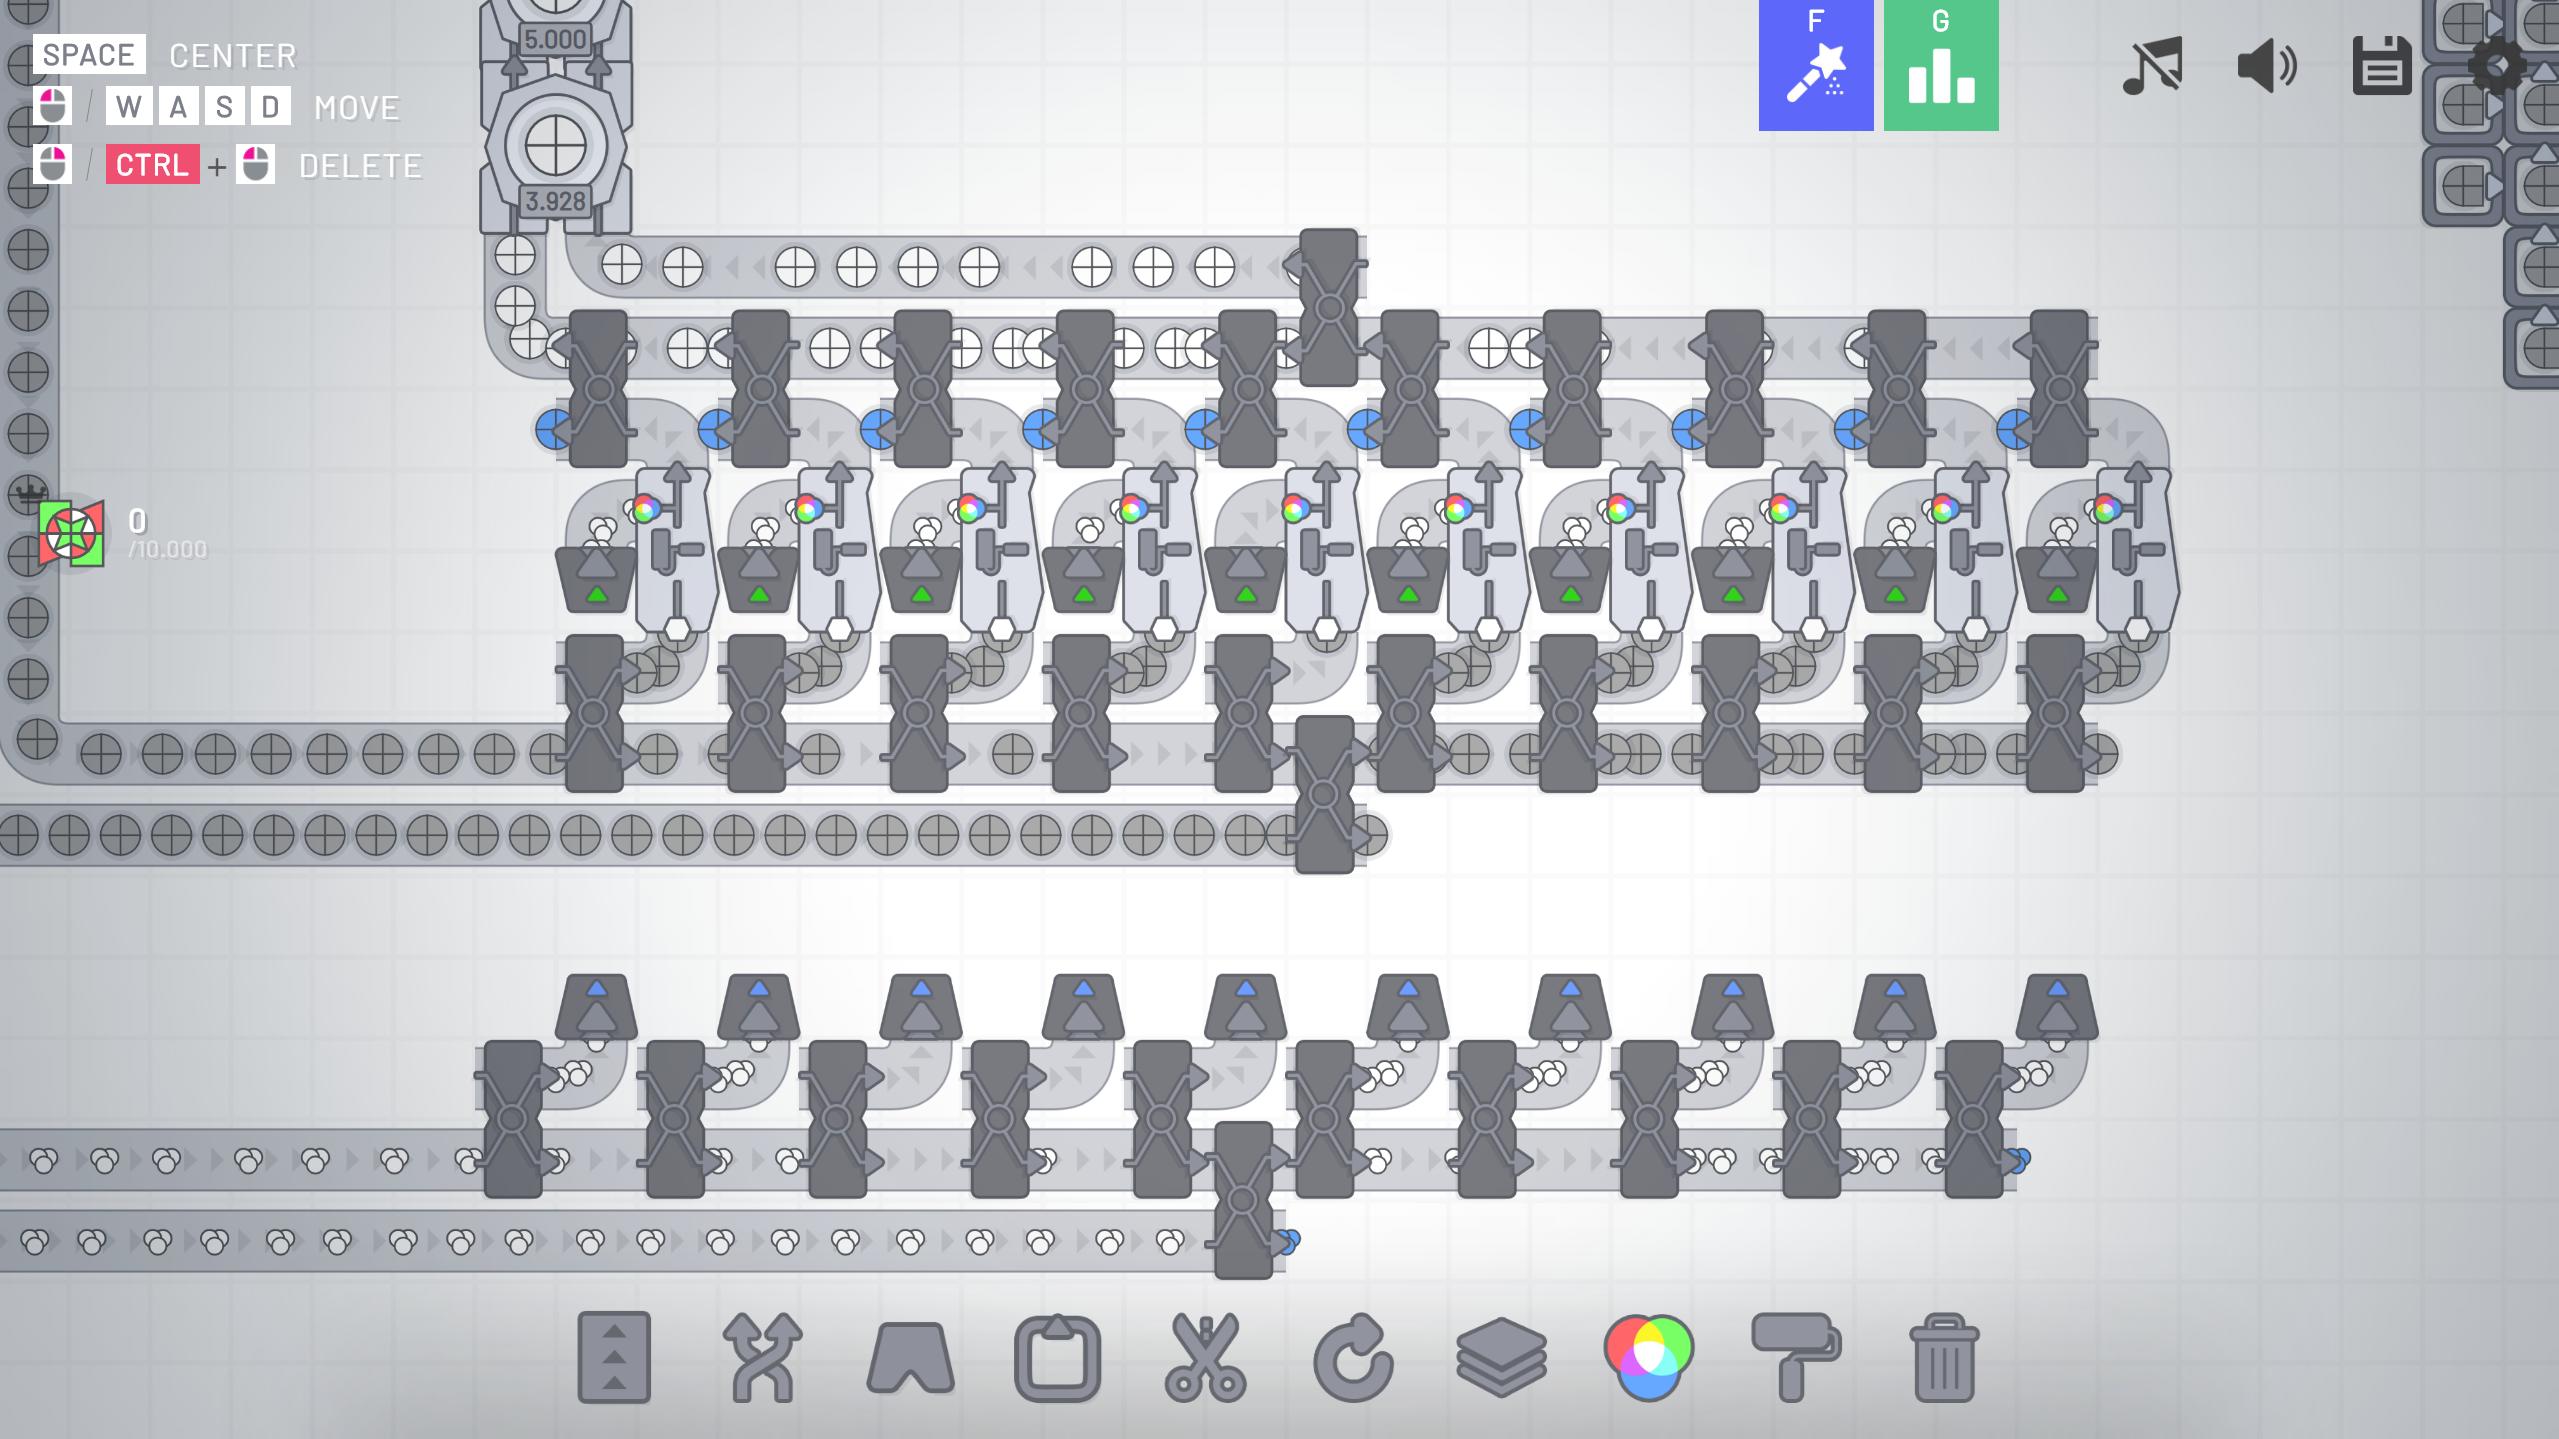 5.000
SPACE CENTER
F G
/ W A S D MOVE
/ CTRL + DELETE
3.928
0
/10.000